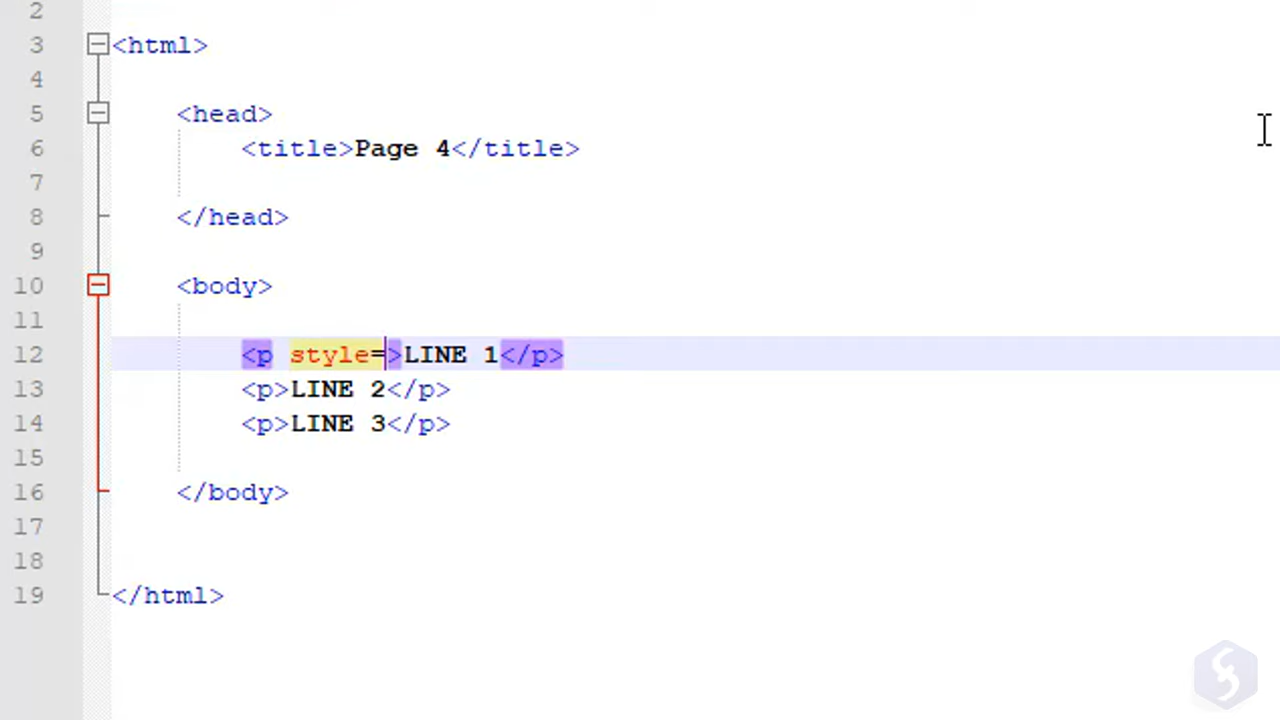 2
3 <html>
4
5 <head>
6 <title>Page 4</title>
7
8 </head>
9
10 <body>
11
12 <p style=>LINE 1</p>
13 <p>LINE 2</p>
14 <p>LINE 3</p>
15
16 </body>
17
18
19 </html>